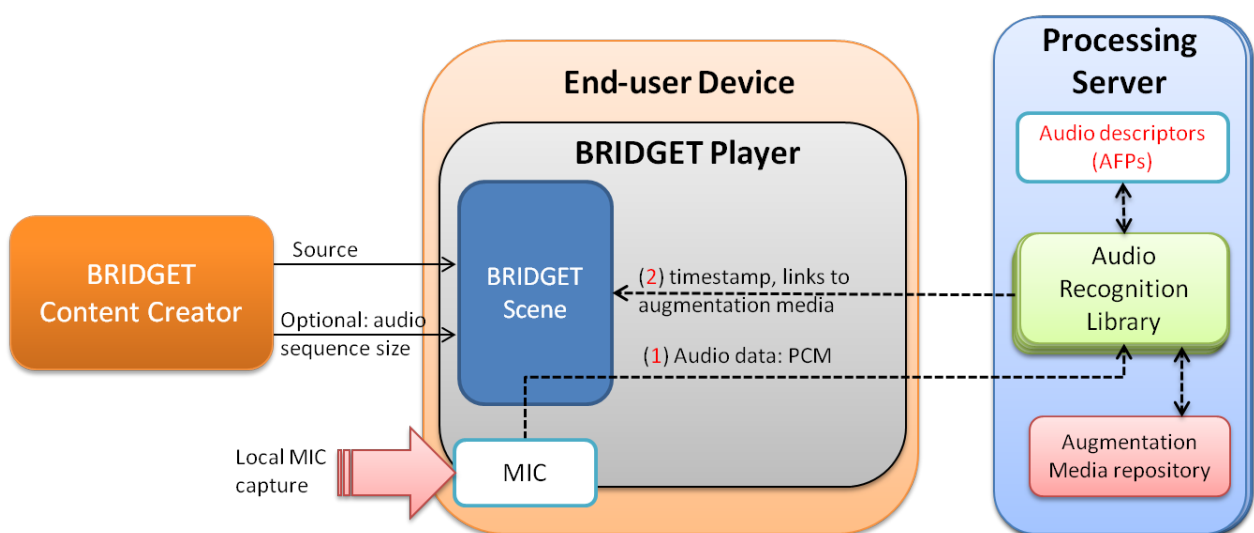 End-user Device
BRIDGET Player
BRIDGET
Content Creator
Source
Optional: audio
sequence size
BRIDGET
Scene
(2) timestamp, links to
augmentation media
(1) Audio data: PCM
Local MIC
capture
MIC
Processing
Server
Audio descriptors
(AFPs)
Audio
Recognition
Library
Augmentation
Media repository